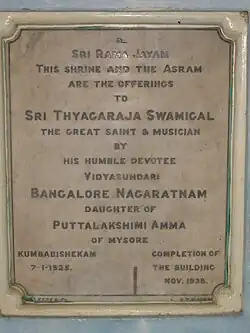 SRI RAMA JAYAM
THIS SHRINE AND THE ASRAM
ARE THE OFFERINGS
TO
SRI THYAGARAJA SWAMIGAL
THE GREAT SAINT & MUSICIAN
BY
HIS HUMBLE DEVOTEE
VIDYASUNDARI
BANGALORE NAGARATNAM
DAUGHTER OF
PUTTALAKSHIMI AMMA
OF MYSORE
KUMBABISHEKAM
7-1-1925.
COMPLETION OF
THE BUILDING
NOV. 1938.